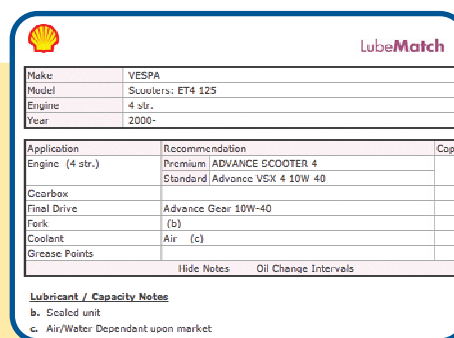 LubeMatch
Make VESPA
Model Scooters: ET4 125
Engine 4 str.
Year 2000-
Application Recommendation Cap
Engine (4 str.) Premium ADVANCE SCOOTER 4
Standard Advance VSX 4 10W 40
Gearbox
Final Drive Advance Gear 10W-40
Fork (b)
Coolant Air (c)
Grease Points
Hide Notes Oil Change Intervals
Lubricant / Capacity Notes
b. Sealed unit
c. Air/Water Dependant upon market